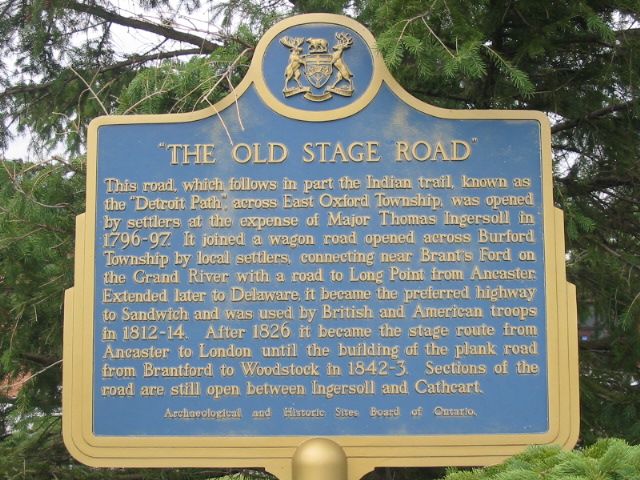 "THE OLD STAGE ROAD"
This road, which follows in part the Indian trail, known as
the "Detroit Path," across East Oxford Township, was opened
by settlers at the expense of Major Thomas Ingersoll in
1796-97. It joined a wagon road opened across Burford
Township by local settlers, connecting near Brant's Ford on
the Grand River with a road to Long Point from Ancaster.
Extended later to Delaware, it became the preferred highway
to Sandwich and was used by British and American troops
in 1812-14. After 1826 it became the stage route from
Ancaster to London until the building of the plank road
from Brantford to Woodstock in 1842-3. Sections of the
road are still open between Ingersoll and Cathcart.
Archaeological and Historic Sites Board of Ontario.